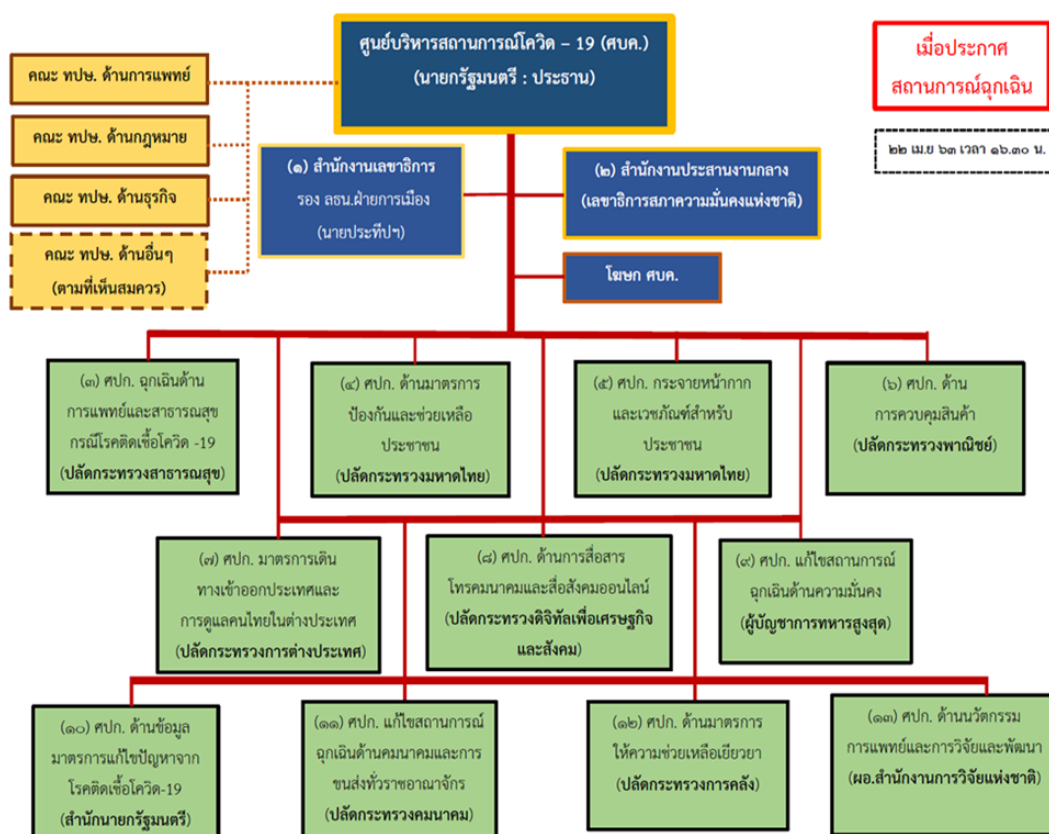 ศูนย์บริหารสถานการณ์โควิด – 19 (ศบค.)
(นายกรัฐมนตรี : ประธาน)
เมื่อประกาศ
สถานการณ์ฉุกเฉิน
๒๒ เม.ย ๖๓ เวลา ๑๖.๓๐ น.
คณะ ทปษ. ด้านการแพทย์
คณะ ทปษ. ด้านกฎหมาย
คณะ ทปษ. ด้านธุรกิจ
คณะ ทปษ. ด้านอื่นๆ
(ตามที่เห็นสมควร)
(๑) สำนักงานเลขาธิการ
รอง ลธน.ฝ่ายการเมือง
(นายประทีปฯ)
(๒) สำนักงานประสานงานกลาง
(เลขาธิการสภาความมั่นคงแห่งชาติ)
โฆษก ศบค.
(๓) ศปก. ฉุกเฉินด้าน
การแพทย์และสาธารณสุข
กรณีโรคติดเชื้อโควิด -19
(ปลัดกระทรวงสาธารณสุข)
(๔) ศปก. ด้านมาตรการ
ป้องกันและช่วยเหลือ
ประชาชน
(ปลัดกระทรวงมหาดไทย)
(๕) ศปก. กระจายหน้ากาก
และเวชภัณฑ์สำหรับ
ประชาชน
(ปลัดกระทรวงมหาดไทย)
(๖) ศปก. ด้าน
การควบคุมสินค้า
(ปลัดกระทรวงพาณิชย์)
(๗) ศปก. มาตรการเดิน
ทางเข้าออกประเทศและ
การดูแลคนไทยในต่างประเทศ
(ปลัดกระทรวงการต่างประเทศ)
(๘) ศปก. ด้านการสื่อสาร
โทรคมนาคมและสื่อสังคมออนไลน์
(ปลัดกระทรวงดิจิทัลเพื่อเศรษฐกิจ
และสังคม)
(๙) ศปก. แก้ไขสถานการณ์
ฉุกเฉินด้านความมั่นคง
(ผู้บัญชาการทหารสูงสุด)
(๑๐) ศปก. ด้านข้อมูล
มาตรการแก้ไขปัญหาจาก
โรคติดเชื้อโควิด-19
(สำนักนายกรัฐมนตรี)
(๑๑) ศปก. แก้ไขสถานการณ์
ฉุกเฉินด้านคมนาคมและการ
ขนส่งทั่วราชอาณาจักร
(ปลัดกระทรวงคมนาคม)
(๑๒) ศปก. ด้านมาตรการ
ให้ความช่วยเหลือเยียวยา
(ปลัดกระทรวงการคลัง)
(๑๓) ศปก. ด้านนวัตกรรม
การแพทย์และการวิจัยและพัฒนา
(ผอ.สำนักงานการวิจัยแห่งชาติ)